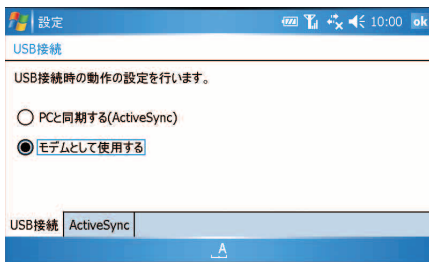 設定 10:00 ok
USB接続
USB接続時の動作の設定を行います。
PCと同期する(ActiveSync)
モデムとして使用する
USB接続 ActiveSync
A